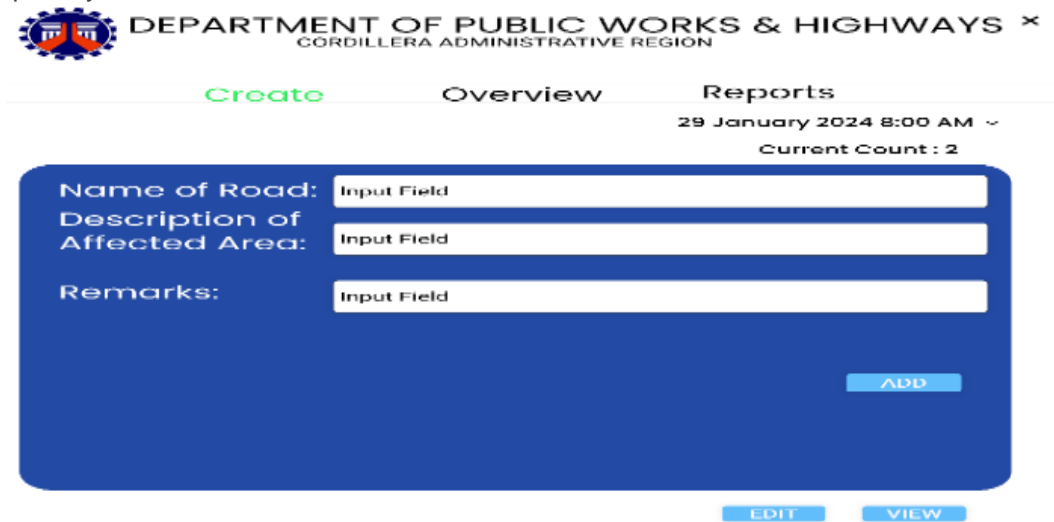 DEPARTMENT OF PUBLIC WORKS & HIGHWAYS ×
CORDILLERA ADMINISTRATIVE REGION
Create Overview Reports
29 January 2024 8:00 AM
Current Count : 2
Name of Road: Input Field
Description of
Affected Area: Input Field
Remarks: Input Field
ADD
EDIT VIEW